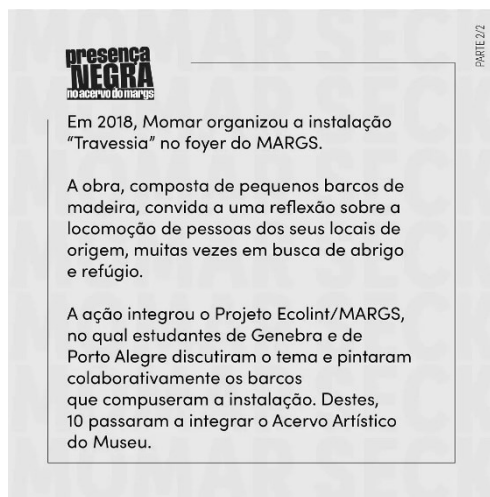 PARTE 2/2
presença
NEGRA
no acervo do margs
Em 2018, Momar organizou a instalação
“Travessia” no foyer do MARGS.
A obra, composta de pequenos barcos de
madeira, convida a uma reflexão sobre a
locomoção de pessoas dos seus locais de
origem, muitas vezes em busca de abrigo
e refúgio.
A ação integrou o Projeto Ecolint/MARGS,
no qual estudantes de Genebra e de
Porto Alegre discutiram o tema e pintaram
colaborativamente os barcos
que compuseram a instalação. Destes,
10 passaram a integrar o Acervo Artístico
do Museu.